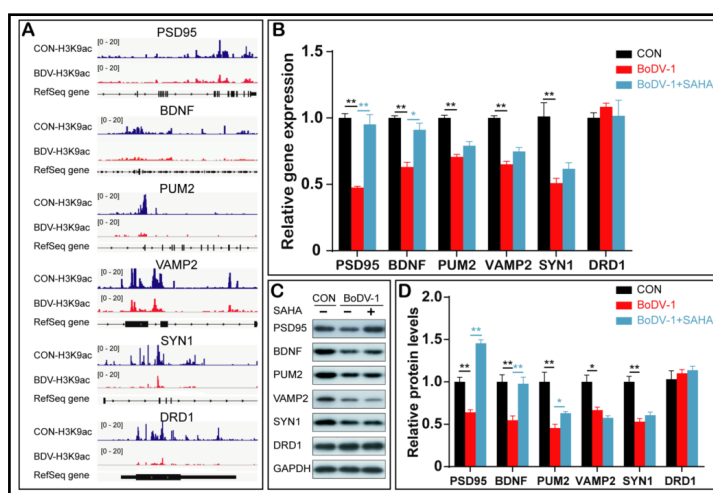 A
PSD95
CON-H3K9ac [0 - 20]
BDV-H3K9ac [0 - 20]
RefSeq gene
BDNF
CON-H3K9ac [0 - 20]
BDV-H3K9ac [0 - 20]
RefSeq gene
PUM2
CON-H3K9ac [0 - 20]
BDV-H3K9ac [0 - 20]
RefSeq gene
VAMP2
CON-H3K9ac [0 - 20]
BDV-H3K9ac [0 - 20]
RefSeq gene
SYN1
CON-H3K9ac [0 - 20]
BDV-H3K9ac [0 - 20]
RefSeq gene
DRD1
CON-H3K9ac [0 - 20]
BDV-H3K9ac [0 - 20]
RefSeq gene
B
Relative gene expression
1.5
1.0
0.5
0
CON
BoDV-1
BoDV-1+SAHA
** ** ** * ** ** **
PSD95 BDNF PUM2 VAMP2 SYN1 DRD1
C
CON BoDV-1
SAHA − − +
PSD95
BDNF
PUM2
VAMP2
SYN1
DRD1
GAPDH
D
Relative protein levels
2.0
1.5
1.0
0.5
0.0
CON
BoDV-1
BoDV-1+SAHA
** ** ** ** ** * * **
PSD95 BDNF PUM2 VAMP2 SYN1 DRD1